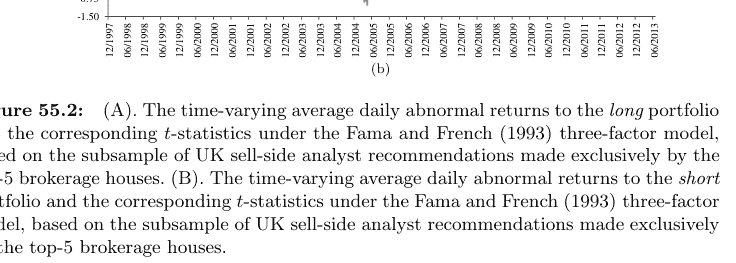 -1.50
12/1997 06/1998 12/1998 06/1999 12/1999 06/2000 12/2000 06/2001 12/2001 06/2002 12/2002 06/2003 12/2003 06/2004 12/2004 06/2005 12/2005 06/2006 12/2006 06/2007 12/2007 06/2008 12/2008 06/2009 12/2009 06/2010 12/2010 06/2011 12/2011 06/2012 12/2012 06/2013
(b)
ure 55.2: (A). The time-varying average daily abnormal returns to the long portfolio
the corresponding t-statistics under the Fama and French (1993) three-factor model,
ed on the subsample of UK sell-side analyst recommendations made exclusively by the
-5 brokerage houses. (B). The time-varying average daily abnormal returns to the short
tfolio and the corresponding t-statistics under the Fama and French (1993) three-factor
del, based on the subsample of UK sell-side analyst recommendations made exclusively
the top-5 brokerage houses.